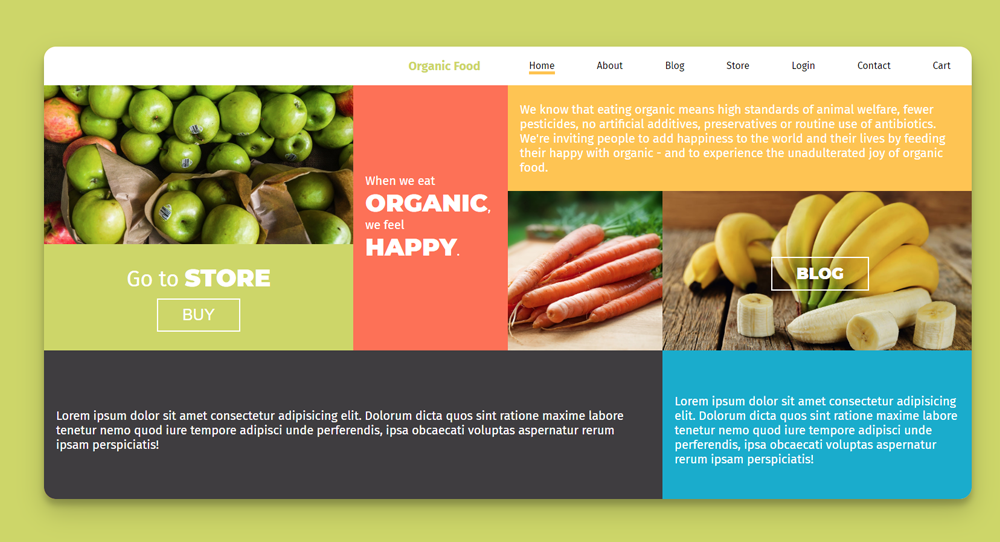 Organic Food
Home About Blog Store Login Contact Cart
Go to STORE
BUY
When we eat
ORGANIC,
we feel
HAPPY.
We know that eating organic means high standards of animal welfare, fewer
pesticides, no artificial additives, preservatives or routine use of antibiotics.
We're inviting people to add happiness to the world and their lives by feeding
their happy with organic - and to experience the unadulterated joy of organic
food.
BLOG
Lorem ipsum dolor sit amet consectetur adipisicing elit. Dolorum dicta quos sint ratione maxime labore
tenetur nemo quod iure tempore adipisci unde perferendis, ipsa obcaecati voluptas aspernatur rerum
ipsam perspiciatis!
Lorem ipsum dolor sit amet consectetur adipisicing
elit. Dolorum dicta quos sint ratione maxime labore
tenetur nemo quod iure tempore adipisci unde
perferendis, ipsa obcaecati voluptas aspernatur
rerum ipsam perspiciatis!